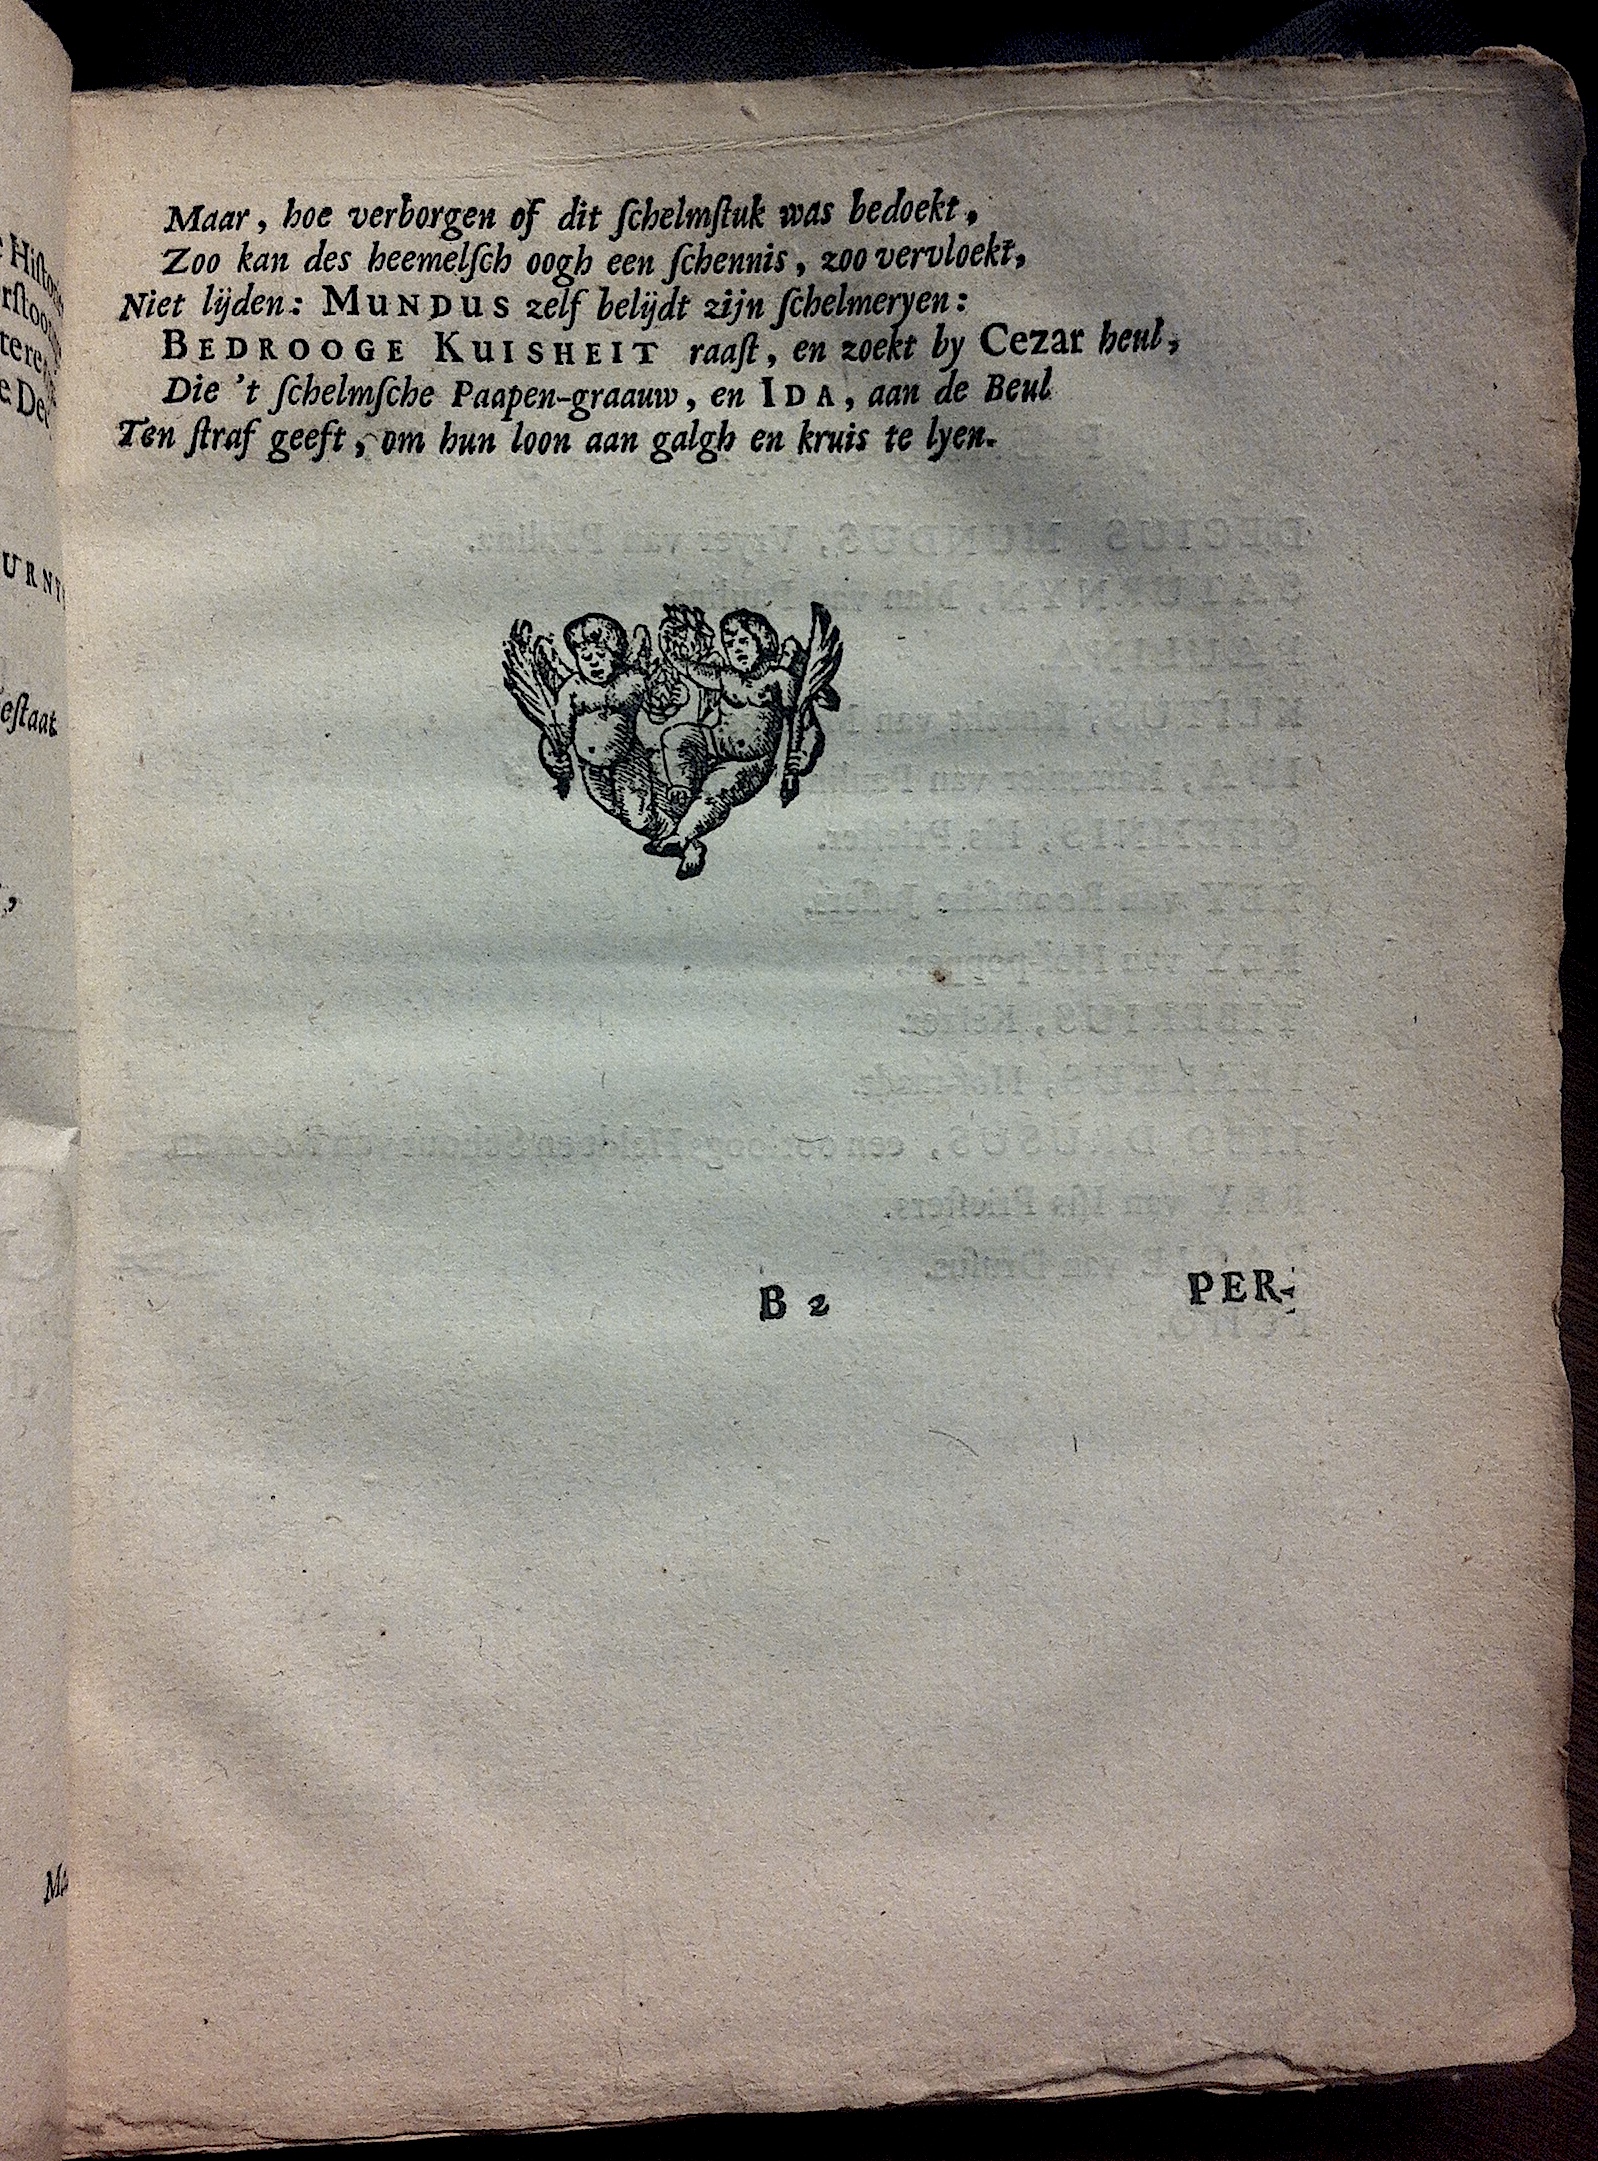 Maar, hoe verborgen of dit ſchelmſtuk was bedoekt,
Zoo kan des heemelſch oogh een ſchennis, zoo vervloekt,
Niet lijden: MUNDUS zelf belijdt zijn ſchelmeryen:
BEDROOGE KUISHEIT raaſt, en zoekt by Cezar heul,
Die 't ſchelmſche Paapen-graauw, en IDA, aan de Beul
Ten ſtraf geeft, om hun loon aan galgh en kruis te lyen.
B 2
PER-